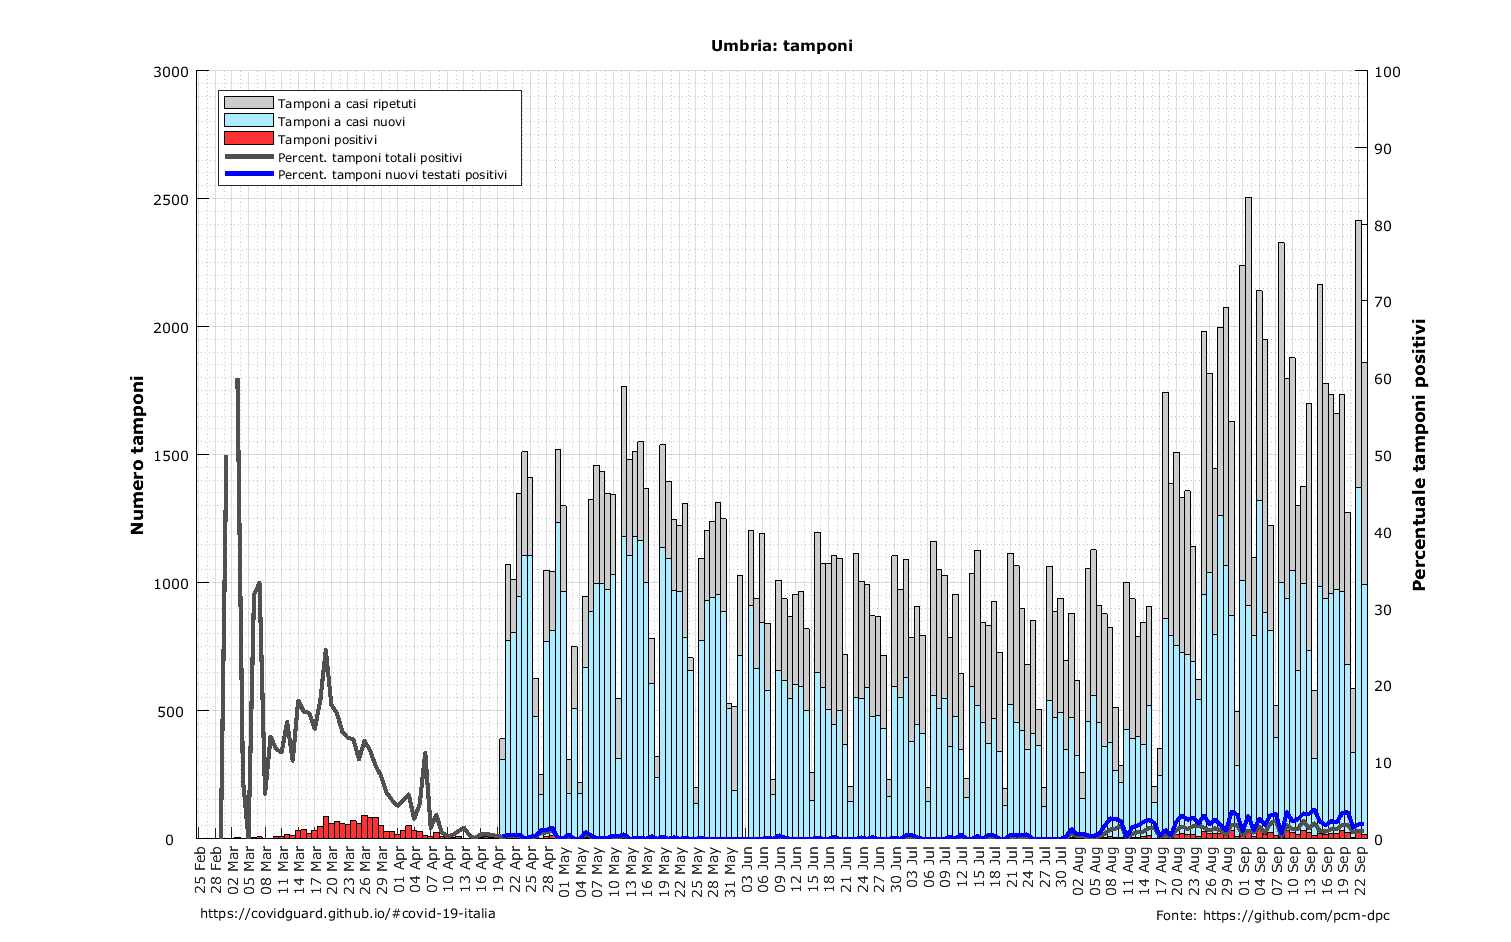 Umbria: tamponi
3000
2500
2000
1500
1000
500
0
Numero tamponi
Tamponi a casi ripetuti
Tamponi a casi nuovi
Tamponi positivi
Percent. tamponi totali positivi
Percent. tamponi nuovi testati positivi
100
90
80
70
60
50
40
30
20
10
0
Percentuale tamponi positivi
25 Feb
28 Feb
02 Mar
05 Mar
08 Mar
11 Mar
14 Mar
17 Mar
20 Mar
23 Mar
26 Mar
29 Mar
01 Apr
04 Apr
07 Apr
10 Apr
13 Apr
16 Apr
19 Apr
22 Apr
25 Apr
28 Apr
01 May
04 May
07 May
10 May
13 May
16 May
19 May
22 May
25 May
28 May
31 May
03 Jun
06 Jun
09 Jun
12 Jun
15 Jun
18 Jun
21 Jun
24 Jun
27 Jun
30 Jun
03 Jul
06 Jul
09 Jul
12 Jul
15 Jul
18 Jul
21 Jul
24 Jul
27 Jul
30 Jul
02 Aug
05 Aug
08 Aug
11 Aug
14 Aug
17 Aug
20 Aug
23 Aug
26 Aug
29 Aug
01 Sep
04 Sep
07 Sep
10 Sep
13 Sep
16 Sep
19 Sep
22 Sep
https://covidguard.github.io/#covid-19-italia
Fonte: https://github.com/pcm-dpc